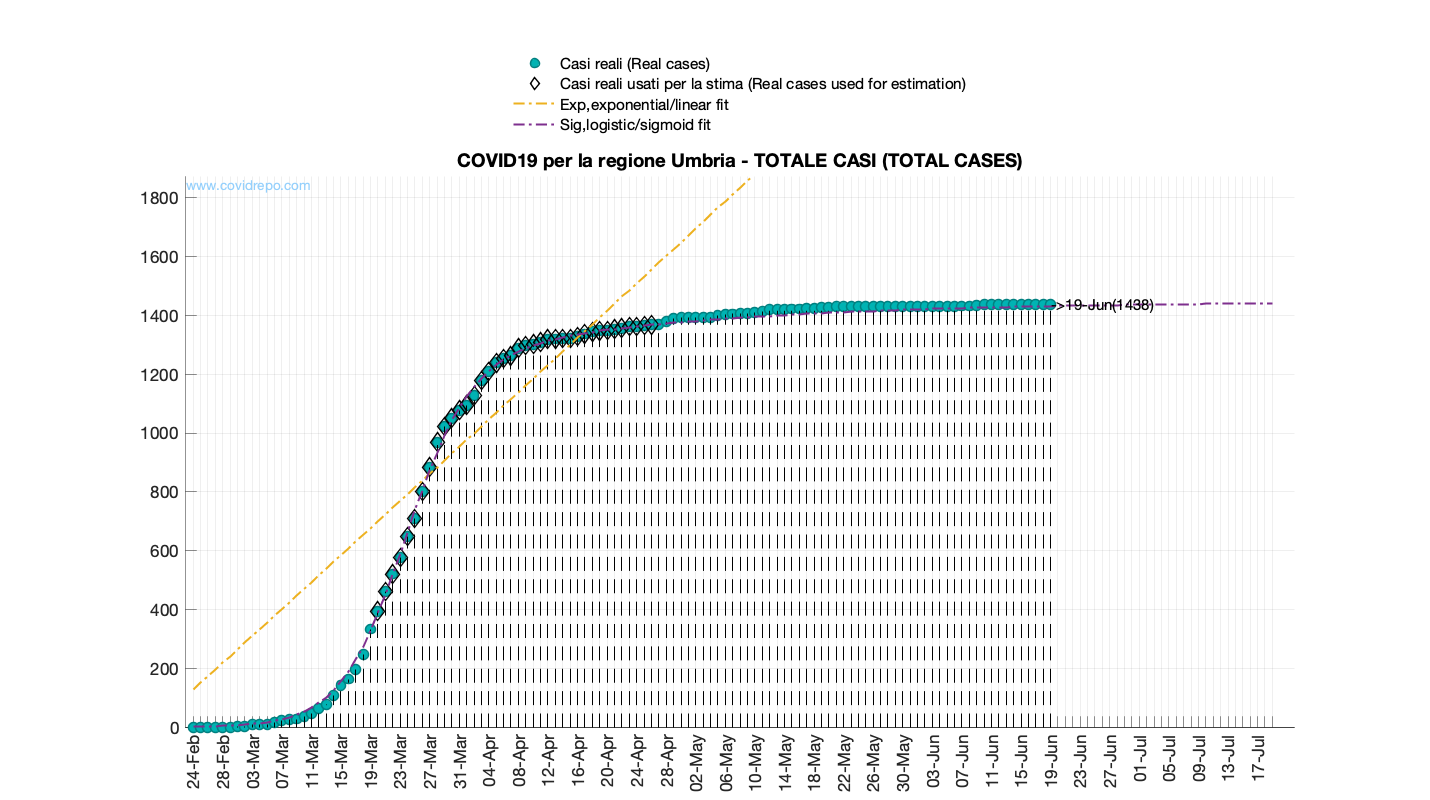 Casi reali (Real cases)
Casi reali usati per la stima (Real cases used for estimation)
Exp,exponential/linear fit
Sig,logistic/sigmoid fit
COVID19 per la regione Umbria - TOTALE CASI (TOTAL CASES)
www.covidrepo.com
1800
1600
1400
1200
1000
800
600
400
200
0
-->19-Jun(1438)
24-Feb
28-Feb
03-Mar
07-Mar
11-Mar
15-Mar
19-Mar
23-Mar
27-Mar
31-Mar
04-Apr
08-Apr
12-Apr
16-Apr
20-Apr
24-Apr
28-Apr
02-May
06-May
10-May
14-May
18-May
22-May
26-May
30-May
03-Jun
07-Jun
11-Jun
15-Jun
19-Jun
23-Jun
27-Jun
01-Jul
05-Jul
09-Jul
13-Jul
17-Jul